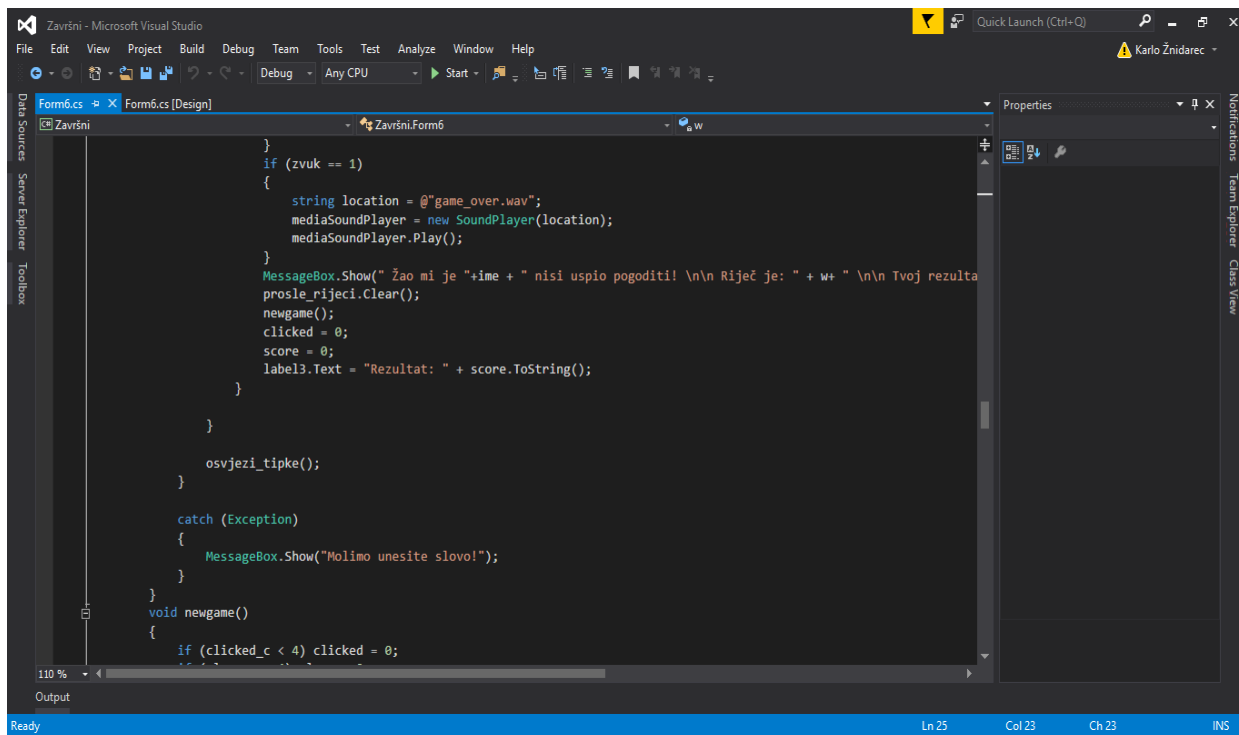 Završni - Microsoft Visual Studio
Quick Launch (Ctrl+Q)
File Edit View Project Build Debug Team Tools Test Analyze Window Help
Karlo Žnidarec
Debug Any CPU Start
Data Sources
Server Explorer
Toolbox
Form6.cs Form6.cs [Design]
Završni Završni.Form6 w
}
if (zvuk == 1)
{
string location = @"game_over.wav";
mediaSoundPlayer = new SoundPlayer(location);
mediaSoundPlayer.Play();
}
MessageBox.Show(" Žao mi je "+ime + " nisi uspio pogoditi! \n\n Riječ je: " + w+ " \n\n Tvoj rezulta
prosle_rijeci.Clear();
newgame();
clicked = 0;
score = 0;
label3.Text = "Rezultat: " + score.ToString();
}
}
osvjezi_tipke();
}
catch (Exception)
{
MessageBox.Show("Molimo unesite slovo!");
}
}
void newgame()
{
if (clicked_c < 4) clicked = 0;
110 %
Properties
Notifications
Team Explorer
Class View
Output
Ready Ln 25 Col 23 Ch 23 INS